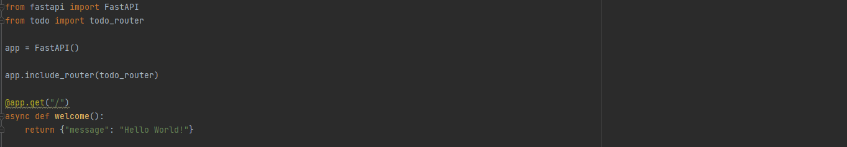 from fastapi import FastAPI
from todo import todo_router
app = FastAPI()
app.include_router(todo_router)
@app.get("/")
async def welcome():
    return {"message": "Hello World!"}